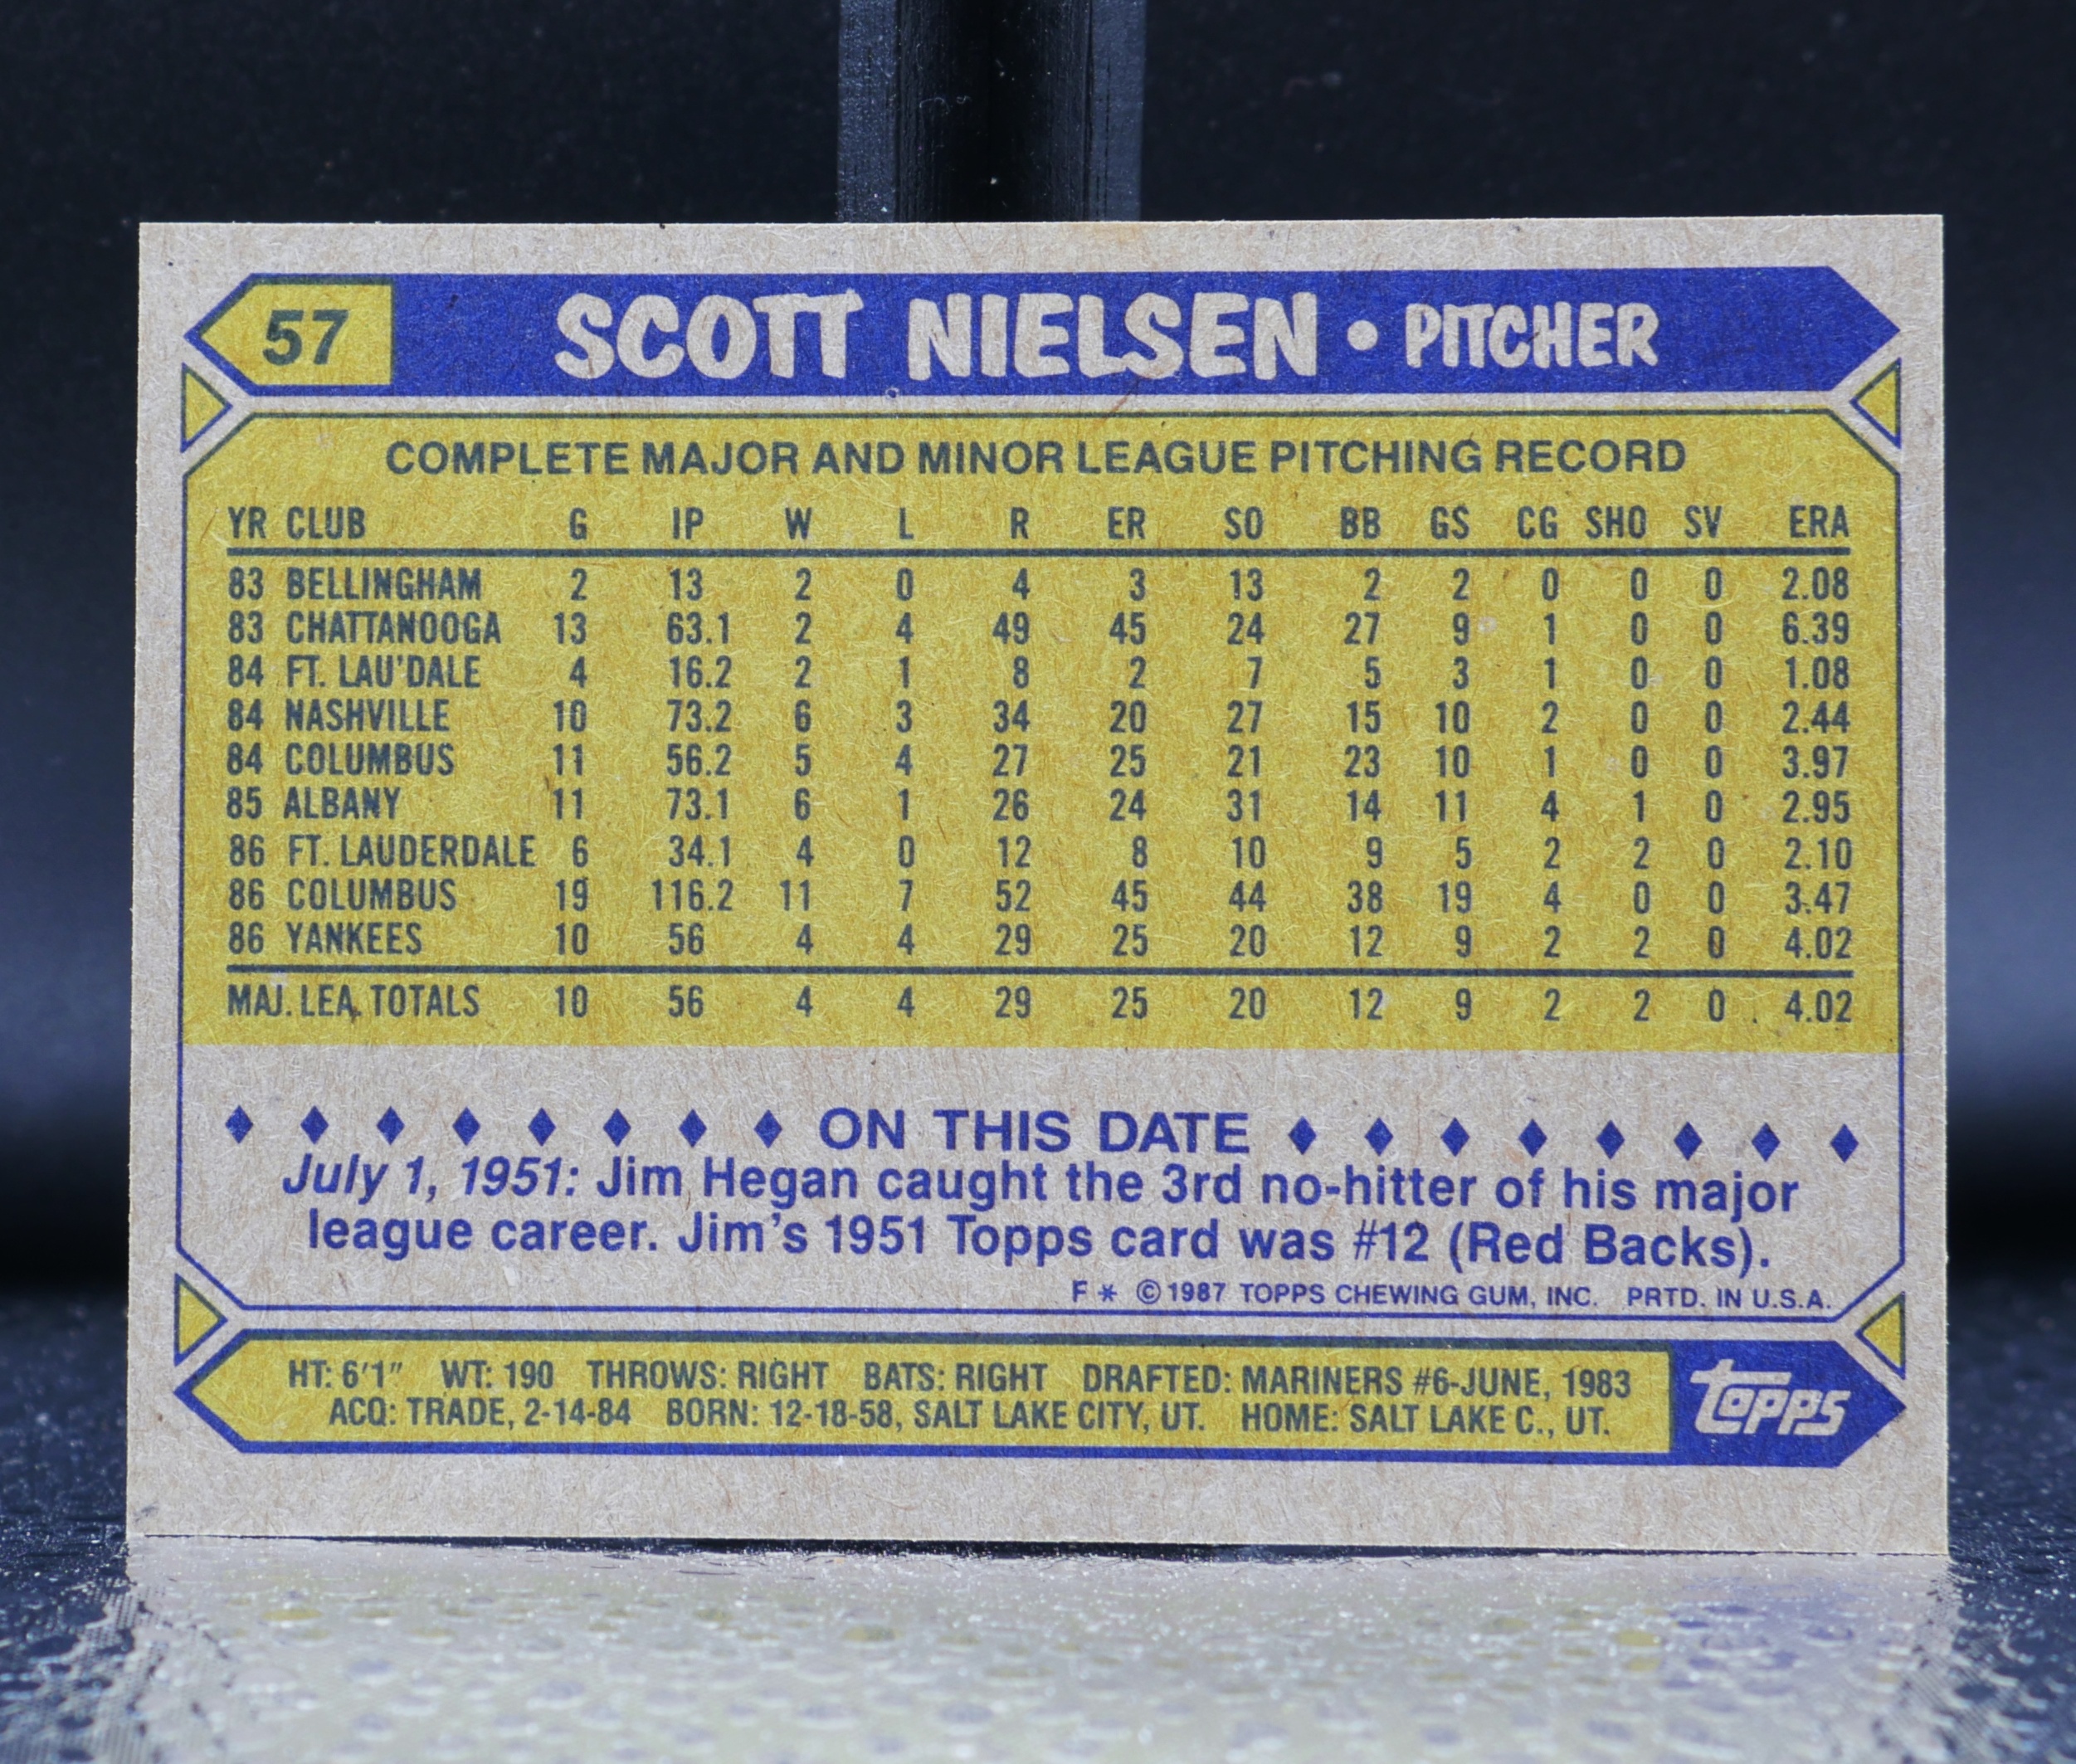 57 SCOTT NIELSEN • PITCHER
COMPLETE MAJOR AND MINOR LEAGUE PITCHING RECORD
YR CLUB G IP W L R ER SO BB GS CG SHO SV ERA
83 BELLINGHAM 2 13 2 0 4 3 13 2 2 0 0 0 2.08
83 CHATTANOOGA 13 63.1 2 4 49 45 24 27 9 1 0 0 6.39
84 FT. LAU'DALE 4 16.2 2 1 8 2 7 5 3 1 0 0 1.08
84 NASHVILLE 10 73.2 6 3 34 20 27 15 10 2 0 0 2.44
84 COLUMBUS 11 56.2 5 4 27 25 21 23 10 1 0 0 3.97
85 ALBANY 11 73.1 6 1 26 24 31 14 11 4 1 0 2.95
86 FT. LAUDERDALE 6 34.1 4 0 12 8 10 9 5 2 2 0 2.10
86 COLUMBUS 19 116.2 11 7 52 45 44 38 19 4 0 0 3.47
86 YANKEES 10 56 4 4 29 25 20 12 9 2 2 0 4.02
MAJ. LEA. TOTALS 10 56 4 4 29 25 20 12 9 2 2 0 4.02
ON THIS DATE
July 1, 1951: Jim Hegan caught the 3rd no-hitter of his major
league career. Jim's 1951 Topps card was #12 (Red Backs).
F * © 1987 TOPPS CHEWING GUM, INC. PRTD. IN U.S.A.
HT: 6'1" WT: 190 THROWS: RIGHT BATS: RIGHT DRAFTED: MARINERS #6-JUNE, 1983
ACQ: TRADE, 2-14-84 BORN: 12-18-58, SALT LAKE CITY, UT. HOME: SALT LAKE C., UT.
topps